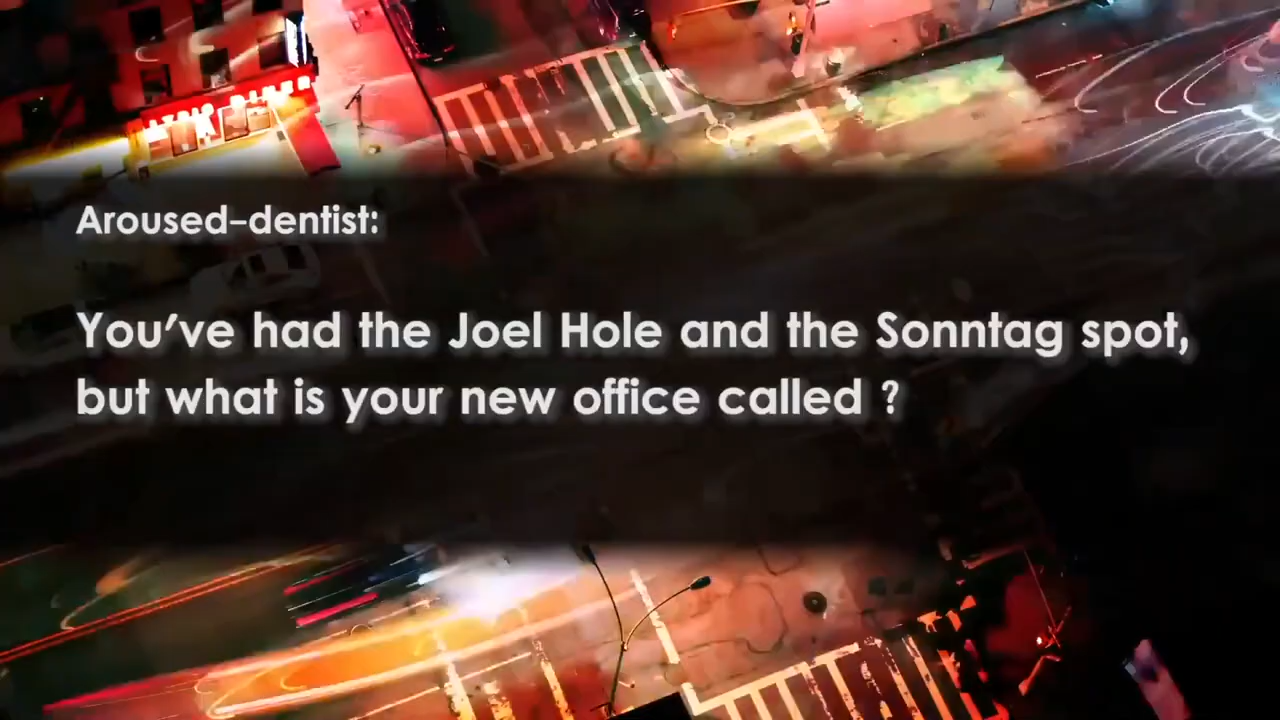 Aroused-dentist:
You've had the Joel Hole and the Sonntag spot,
but what is your new office called ?